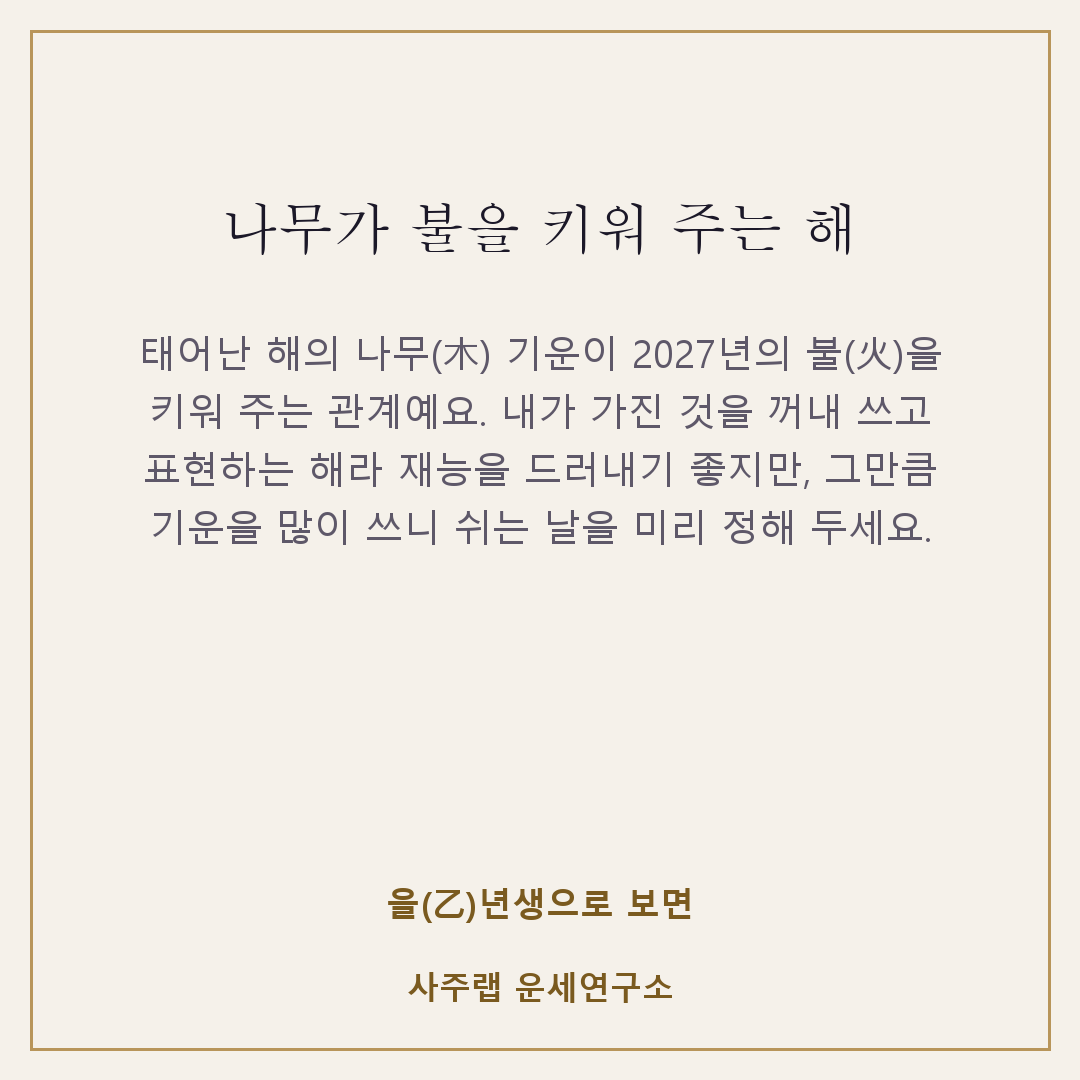 나무가 불을 키워 주는 해
태어난 해의 나무(木) 기운이 2027년의 불(火)을
키워 주는 관계예요. 내가 가진 것을 꺼내 쓰고
표현하는 해라 재능을 드러내기 좋지만, 그만큼
기운을 많이 쓰니 쉬는 날을 미리 정해 두세요.
을(乙)년생으로 보면
사주랩 운세연구소